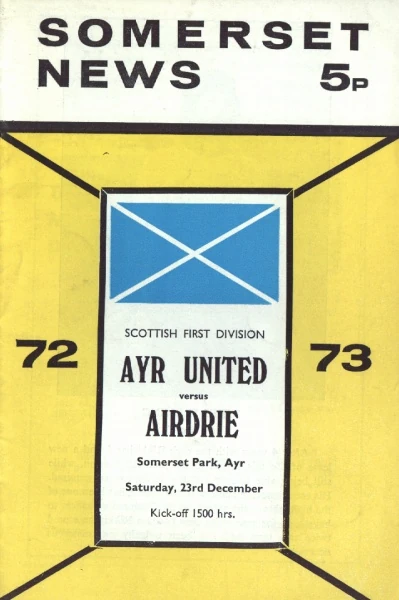 SOMERSET
NEWS 5P
SCOTTISH FIRST DIVISION
72 73
AYR UNITED
versus
AIRDRIE
Somerset Park, Ayr
Saturday, 23rd December
Kick-off 1500 hrs.